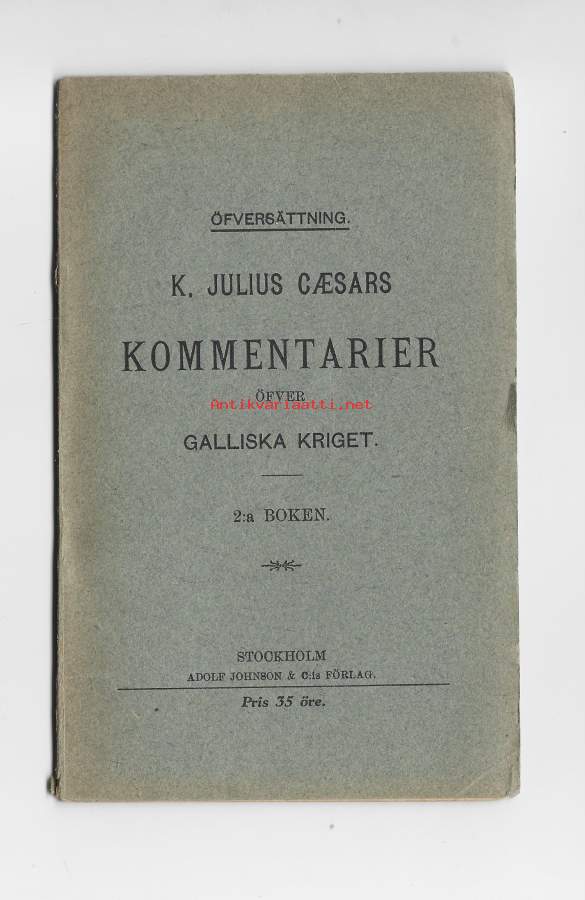 ÖFVERSÄTTNING.
K. JULIUS CÆSARS
KOMMENTARIER
ÖFVER
Antikvariaatti.net
GALLISKA KRIGET.
2:a BOKEN.
STOCKHOLM
ADOLF JOHNSON & C:is FÖRLAG.
Pris 35 öre.